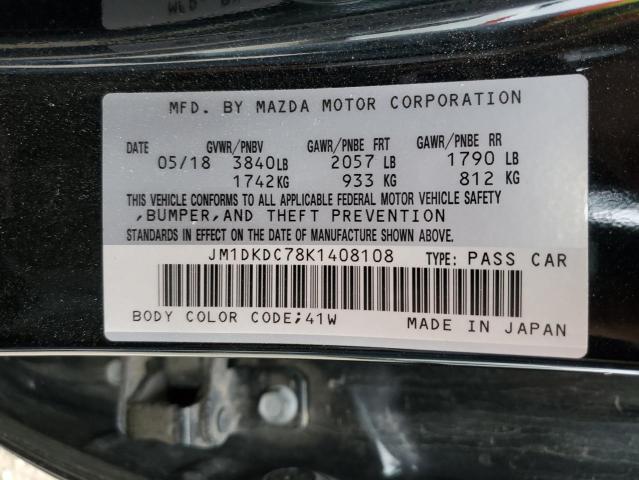 MFD. BY MAZDA MOTOR CORPORATION
DATE GVWR/PNBV GAWR/PNBE FRT GAWR/PNBE RR
05/18 3840LB 2057 LB 1790 LB
1742KG 933 KG 812 KG
THIS VEHICLE CONFORMS TO ALL APPLICABLE FEDERAL MOTOR VEHICLE SAFETY
,BUMPER,AND THEFT PREVENTION
STANDARDS IN EFFECT ON THE DATE OF MANUFACTURE SHOWN ABOVE.
JM1DKDC78K1408108 TYPE: PASS CAR
BODY COLOR CODE;41W MADE IN JAPAN